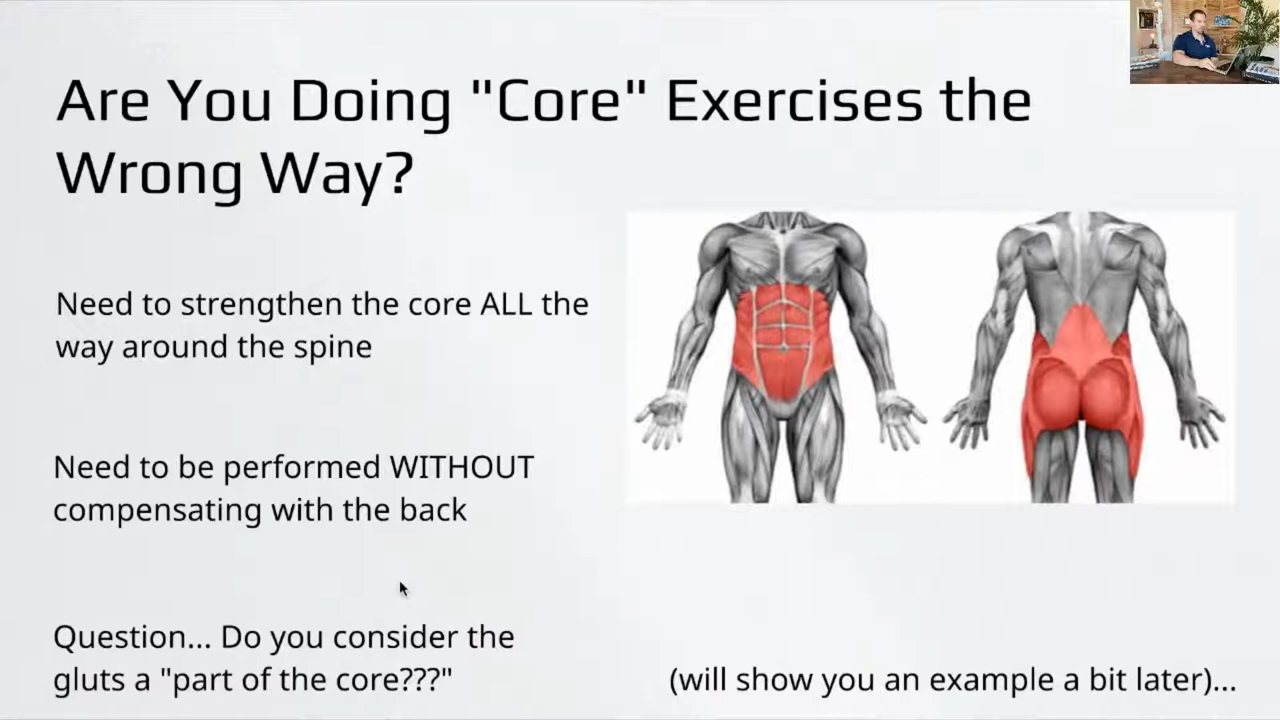 Are You Doing "Core" Exercises the
Wrong Way?
Need to strengthen the core ALL the
way around the spine
Need to be performed WITHOUT
compensating with the back
Question... Do you consider the
gluts a "part of the core???"
(will show you an example a bit later)...